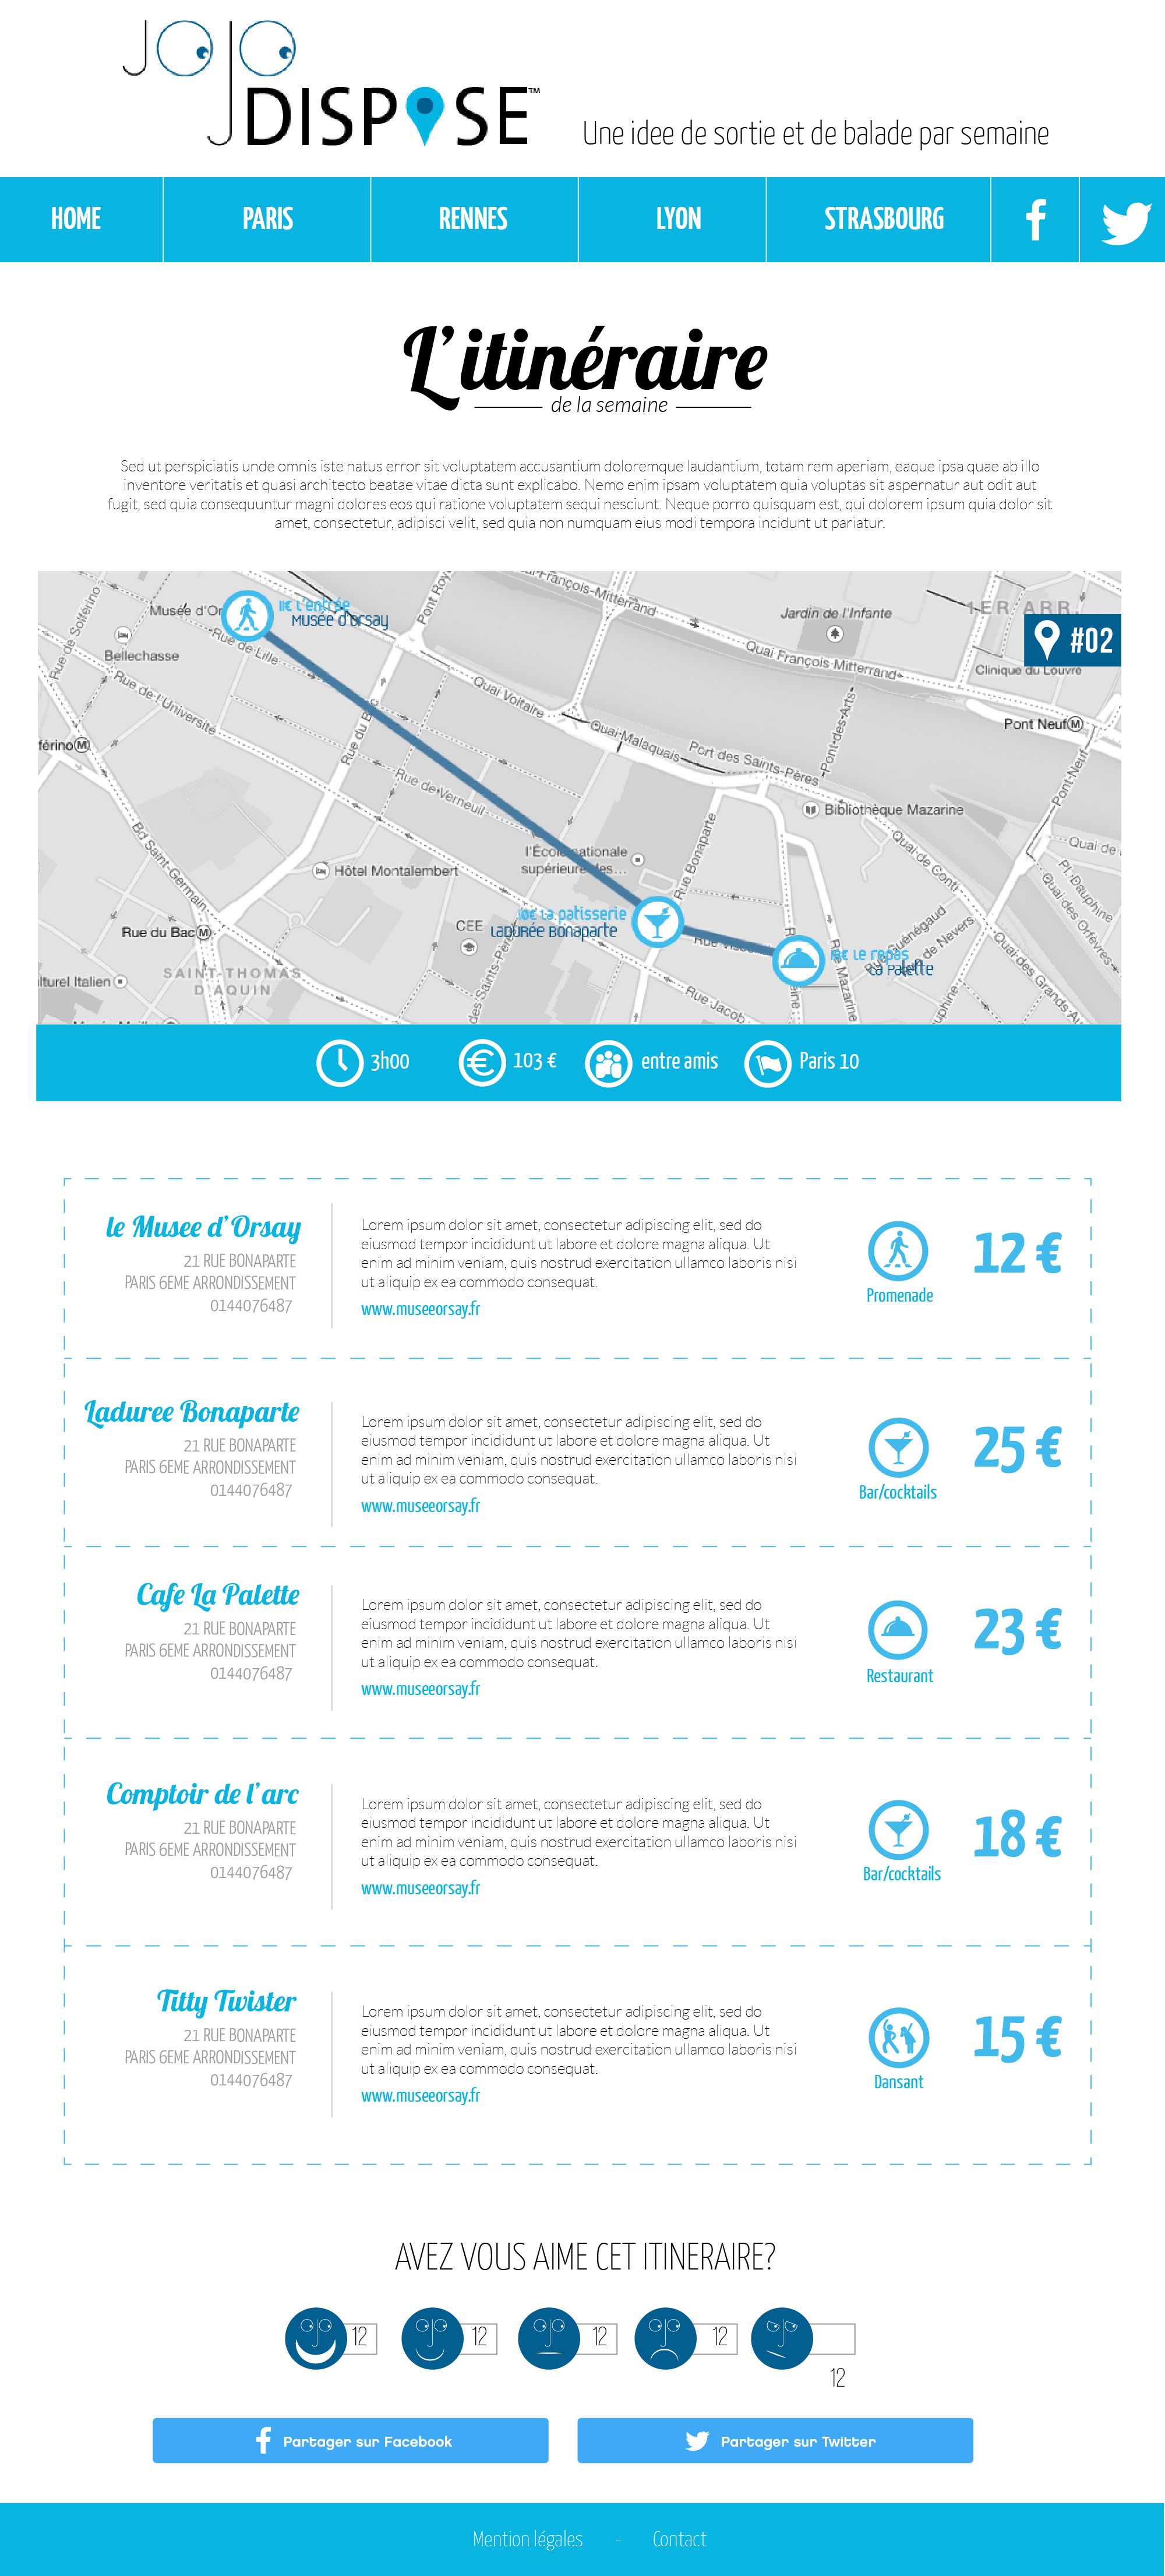 JOJO
DISPOSE™
Une idee de sortie et de balade par semaine
HOME
PARIS
RENNES
LYON
STRASBOURG
L'itinéraire
de la semaine
Sed ut perspiciatis unde omnis iste natus error sit voluptatem accusantium doloremque laudantium, totam rem aperiam, eaque ipsa quae ab illo
inventore veritatis et quasi architecto beatae vitae dicta sunt explicabo. Nemo enim ipsam voluptatem quia voluptas sit aspernatur aut odit aut
fugit, sed quia consequuntur magni dolores eos qui ratione voluptatem sequi nesciunt. Neque porro quisquam est, qui dolorem ipsum quia dolor sit
amet, consectetur, adipisci velit, sed quia non numquam eius modi tempora incididunt ut pariatur.
Rue de Solférino
Musée d'Or
l'entrée
Musée d'Orsay
Pont Roy
François-Mitterrand
Jardin de l'Infante
1ER ARR.
#02
Bellechasse
Rue de Lille
Quai François Mitterrand
Clinique du Louvre
Rue de l'Université
Quai Voltaire
Pont-des-Arts
Pont Neuf M
férino M
Rue du Bac
Quai-Malaquais
Port des Saints-Pères
Pont-Neuf
Rue de Verneuil
Bibliothèque Mazarine
Bd Saint-Germain
Rue Bonaparte
Quai de Conti
Quai de
l'École nationale
supérieure des...
Hôtel Montalembert
Pl. Dauphine
Quai des Orfèvres
La patisserie
Ladurée Bonaparte
CEE
Rue du Bac M
Rue
Guénégaud
de Nevers
Le repas
La Palette
SAINT-THOMAS
D'AQUIN
des Saints-Pères
lturel Italien
Rue Jacob
Mazarine
Quai des Grands-A
3h00
103 €
entre amis
Paris 10
le Musee d'Orsay
21 RUE BONAPARTE
PARIS 6EME ARRONDISSEMENT
0144076487
Lorem ipsum dolor sit amet, consectetur adipiscing elit, sed do
eiusmod tempor incididunt ut labore et dolore magna aliqua. Ut
enim ad minim veniam, quis nostrud exercitation ullamco laboris nisi
ut aliquip ex ea commodo consequat.
www.museeorsay.fr
Promenade
12 €
Laduree Bonaparte
21 RUE BONAPARTE
PARIS 6EME ARRONDISSEMENT
0144076487
Lorem ipsum dolor sit amet, consectetur adipiscing elit, sed do
eiusmod tempor incididunt ut labore et dolore magna aliqua. Ut
enim ad minim veniam, quis nostrud exercitation ullamco laboris nisi
ut aliquip ex ea commodo consequat.
www.museeorsay.fr
Bar/cocktails
25 €
Cafe La Palette
21 RUE BONAPARTE
PARIS 6EME ARRONDISSEMENT
0144076487
Lorem ipsum dolor sit amet, consectetur adipiscing elit, sed do
eiusmod tempor incididunt ut labore et dolore magna aliqua. Ut
enim ad minim veniam, quis nostrud exercitation ullamco laboris nisi
ut aliquip ex ea commodo consequat.
www.museeorsay.fr
Restaurant
23 €
Comptoir de l'arc
21 RUE BONAPARTE
PARIS 6EME ARRONDISSEMENT
0144076487
Lorem ipsum dolor sit amet, consectetur adipiscing elit, sed do
eiusmod tempor incididunt ut labore et dolore magna aliqua. Ut
enim ad minim veniam, quis nostrud exercitation ullamco laboris nisi
ut aliquip ex ea commodo consequat.
www.museeorsay.fr
Bar/cocktails
18 €
Titty Twister
21 RUE BONAPARTE
PARIS 6EME ARRONDISSEMENT
0144076487
Lorem ipsum dolor sit amet, consectetur adipiscing elit, sed do
eiusmod tempor incididunt ut labore et dolore magna aliqua. Ut
enim ad minim veniam, quis nostrud exercitation ullamco laboris nisi
ut aliquip ex ea commodo consequat.
www.museeorsay.fr
Dansant
15 €
AVEZ VOUS AIME CET ITINERAIRE?
12
12
12
12
12
Partager sur Facebook
Partager sur Twitter
Mention légales - Contact